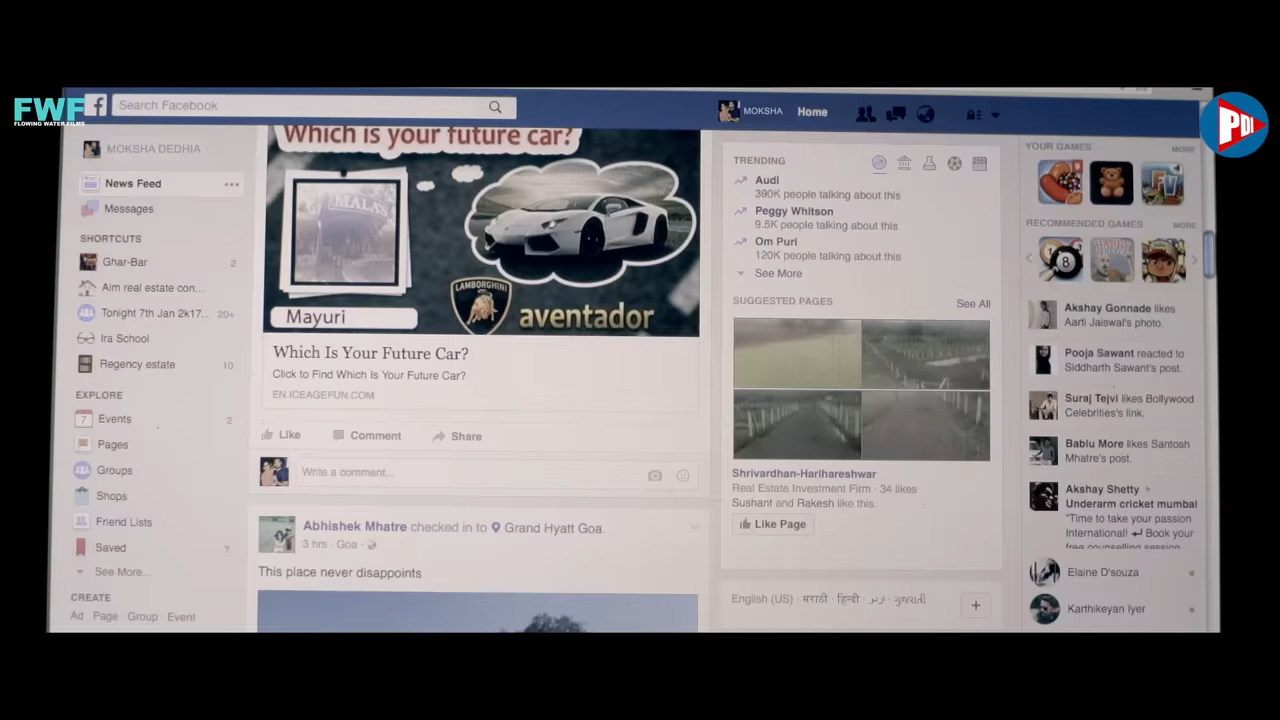 FWF
FLOWING WATER FILMS
f
Search Facebook
MOKSHA
Home
PDI
MOKSHA DEDHIA
News Feed
Messages
SHORTCUTS
Ghar-Bar 2
Aim real estate con...
Tonight 7th Jan 2k17... 20+
Ira School
Regency estate 10
EXPLORE
7 Events 2
Pages
Groups
Shops
Friend Lists
Saved 7
See More...
CREATE
Ad · Page · Group · Event
Which is your future car?
MALAS
Mayuri
LAMBORGHINI
aventador
Which Is Your Future Car?
Click to Find Which Is Your Future Car?
EN.ICEAGEFUN.COM
Like Comment Share
Write a comment...
Abhishek Mhatre checked in to Grand Hyatt Goa.
3 hrs · Goa ·
This place never disappoints
TRENDING
Audi
390K people talking about this
Peggy Whitson
9.5K people talking about this
Om Puri
120K people talking about this
See More
SUGGESTED PAGES See All
Shrivardhan-Harihareshwar
Real Estate Investment Firm · 34 likes
Sushant and Rakesh like this.
Like Page
English (US) · मराठी · हिन्दी · اردو · ગુજરાતી
+
YOUR GAMES MORE
FV
RECOMMENDED GAMES MORE
8
Akshay Gonnade likes
Aarti Jaiswal's photo.
Pooja Sawant reacted to
Siddharth Sawant's post.
Suraj Tejvi likes Bollywood
Celebrities's link.
Bablu More likes Santosh
Mhatre's post.
Akshay Shetty
Underarm cricket mumbai
"Time to take your passion
International! ↵ Book your
free counselling session
Elaine D'souza
Karthikeyan Iyer